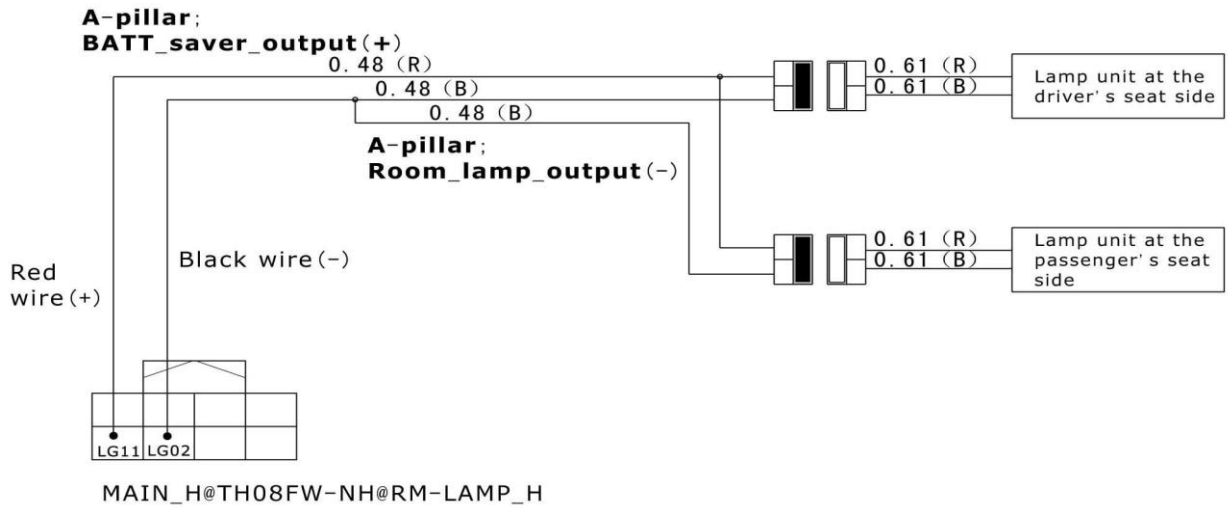 A-pillar;
BATT_saver_output(+)
0.48 (R)
0.48 (B)
0.48 (B)
A-pillar;
Room_lamp_output(-)
0.61 (R)
0.61 (B)
Lamp unit at the
driver's seat side
0.61 (R)
0.61 (B)
Lamp unit at the
passenger's seat
side
Red
wire(+)
Black wire(-)
LG11
LG02
MAIN_H@TH08FW-NH@RM-LAMP_H